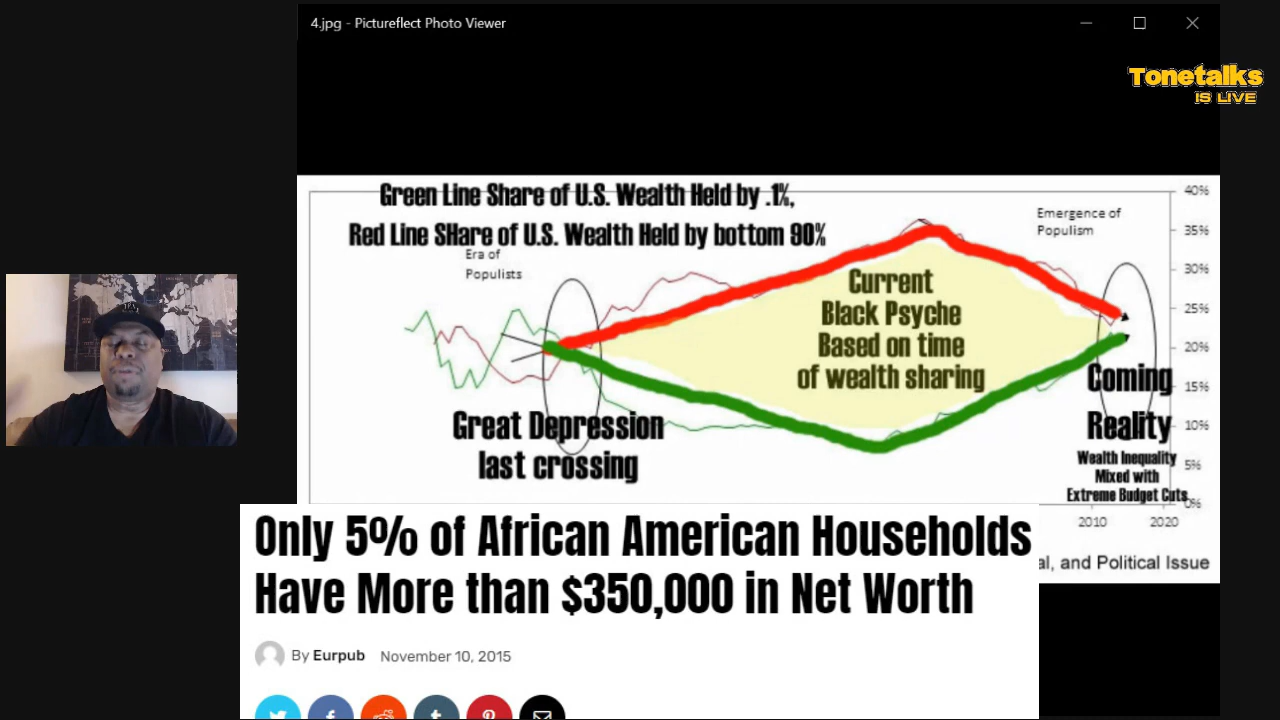 4.jpg - Pictureflect Photo Viewer
Tonetalks
IS LIVE
Green Line Share of U.S. Wealth Held by .1%,
Red Line SHare of U.S. Wealth Held by bottom 90%
Era of
Populists
Emergence of
Populism
40%
35%
30%
25%
20%
15%
10%
5%
0%
Current
Black Psyche
Based on time
of wealth sharing
Great Depression
last crossing
Coming
Reality
Wealth Inequality
Mixed with
Extreme Budget Cuts
2010 2020
al, and Political Issue
Only 5% of African American Households
Have More than $350,000 in Net Worth
By Eurpub November 10, 2015